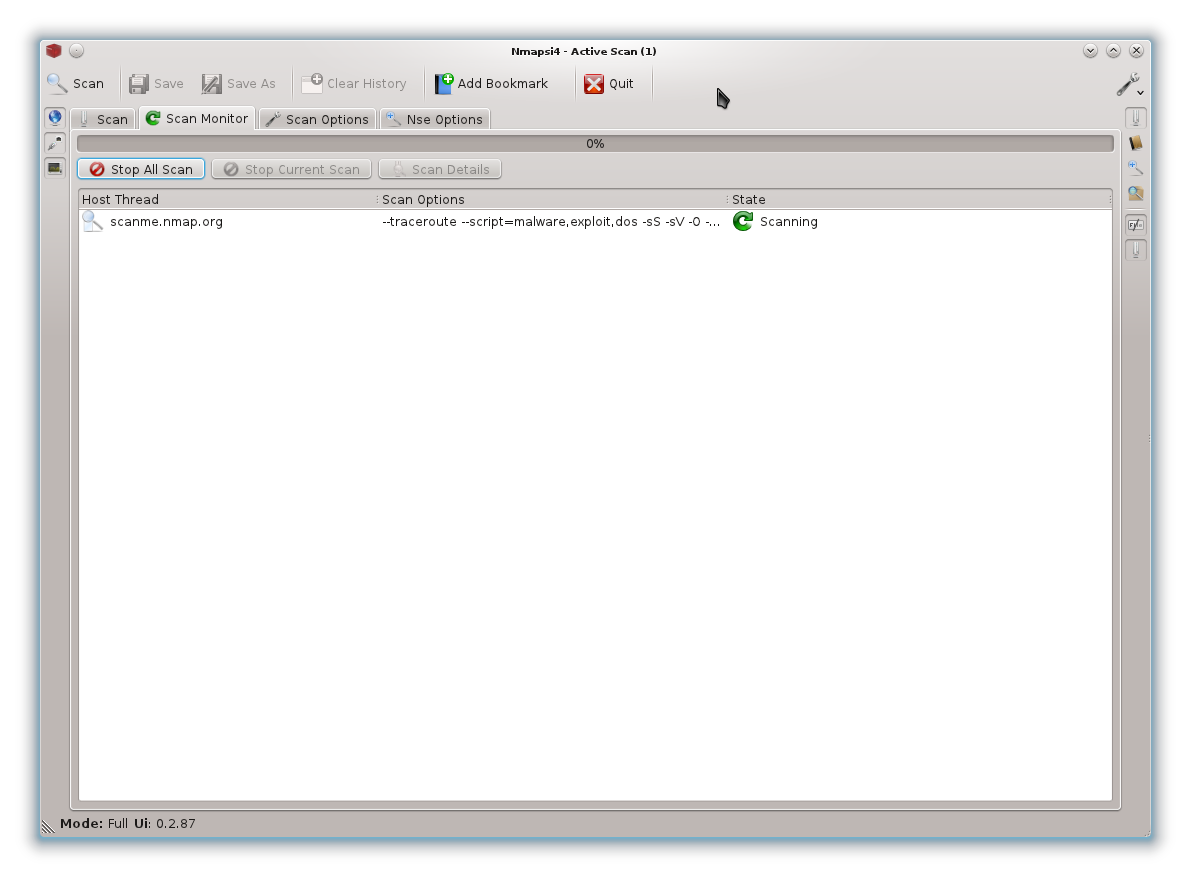 Nmapsi4 - Active Scan (1)
Scan Save Save As Clear History Add Bookmark Quit
Scan Scan Monitor Scan Options Nse Options
0%
Stop All Scan Stop Current Scan Scan Details
Host Thread Scan Options State
scanme.nmap.org --traceroute --script=malware,exploit,dos -sS -sV -O -... Scanning
Mode: Full Ui: 0.2.87